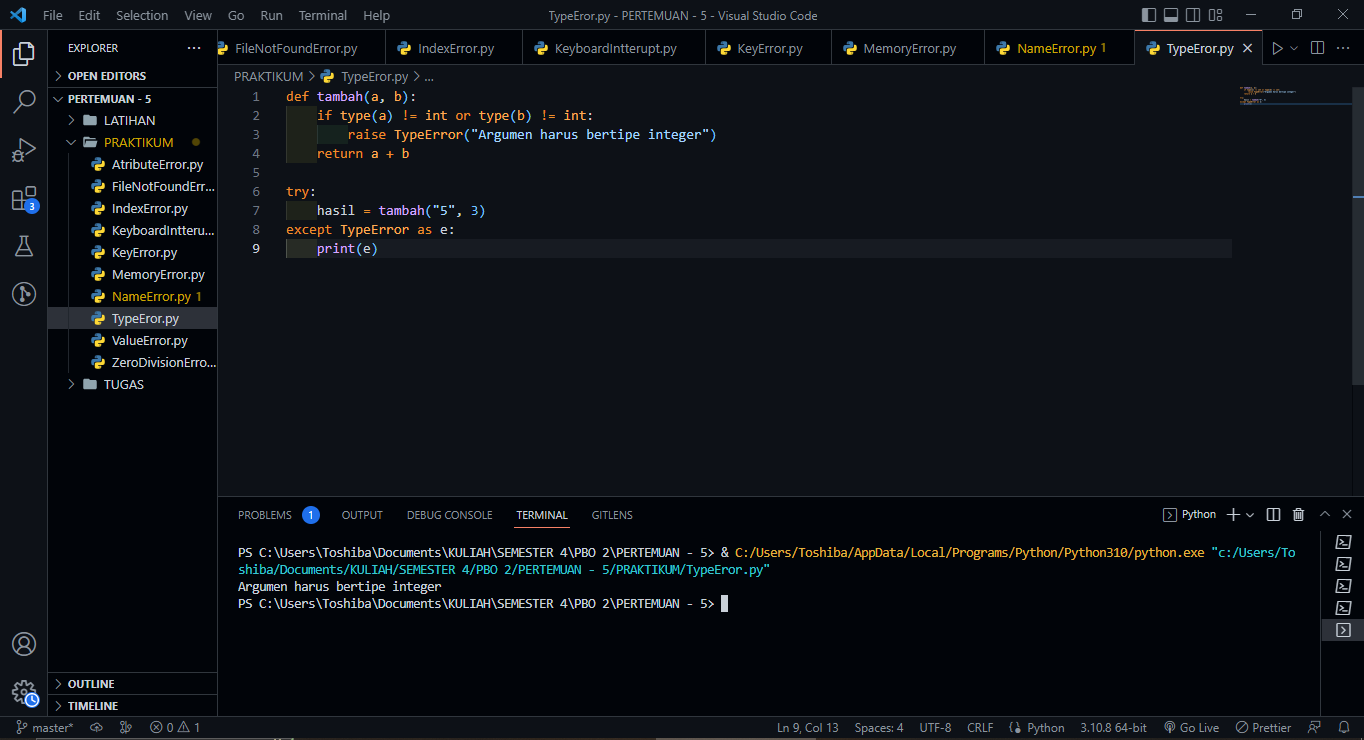 File Edit Selection View Go Run Terminal Help TypeEror.py - PERTEMUAN - 5 - Visual Studio Code
EXPLORER ...
FileNotFoundError.py IndexError.py KeyboardIntterupt.py KeyError.py MemoryError.py NameError.py 1 TypeEror.py
OPEN EDITORS
PERTEMUAN - 5
LATIHAN
PRAKTIKUM
AtributeError.py
FileNotFoundErr...
IndexError.py
KeyboardIntteru...
KeyError.py
MemoryError.py
NameError.py 1
TypeEror.py
ValueError.py
ZeroDivisionErro...
TUGAS
OUTLINE
TIMELINE
3
PRAKTIKUM > TypeEror.py > ...
1 def tambah(a, b):
2 if type(a) != int or type(b) != int:
3 raise TypeError("Argumen harus bertipe integer")
4 return a + b
5
6 try:
7 hasil = tambah("5", 3)
8 except TypeError as e:
9 print(e)
PROBLEMS 1 OUTPUT DEBUG CONSOLE TERMINAL GITLENS Python
PS C:\Users\Toshiba\Documents\KULIAH\SEMESTER 4\PBO 2\PERTEMUAN - 5> & C:/Users/Toshiba/AppData/Local/Programs/Python/Python310/python.exe "c:/Users/To
shiba/Documents/KULIAH/SEMESTER 4/PBO 2/PERTEMUAN - 5/PRAKTIKUM/TypeEror.py"
Argumen harus bertipe integer
PS C:\Users\Toshiba\Documents\KULIAH\SEMESTER 4\PBO 2\PERTEMUAN - 5>
master* 0 1 Ln 9, Col 13 Spaces: 4 UTF-8 CRLF Python 3.10.8 64-bit Go Live Prettier